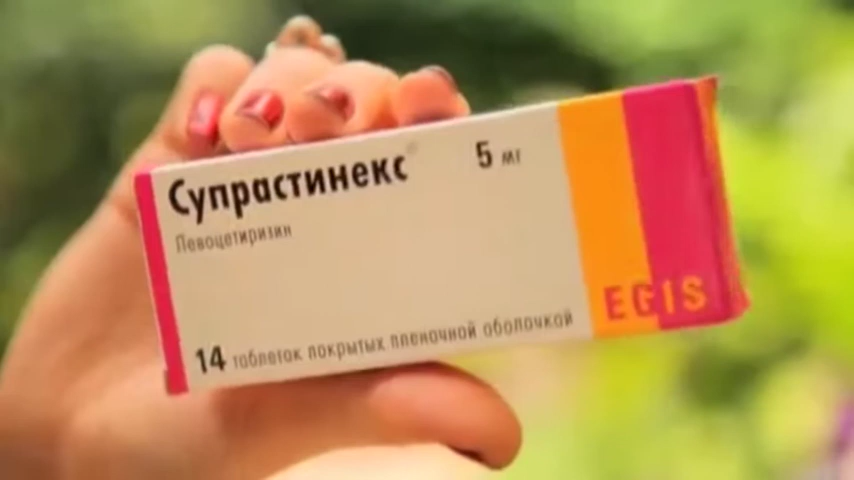 Супрастинекс® 5 мг
Левоцетиризин
14 таблеток покрытых пленочной оболочкой
EGIS